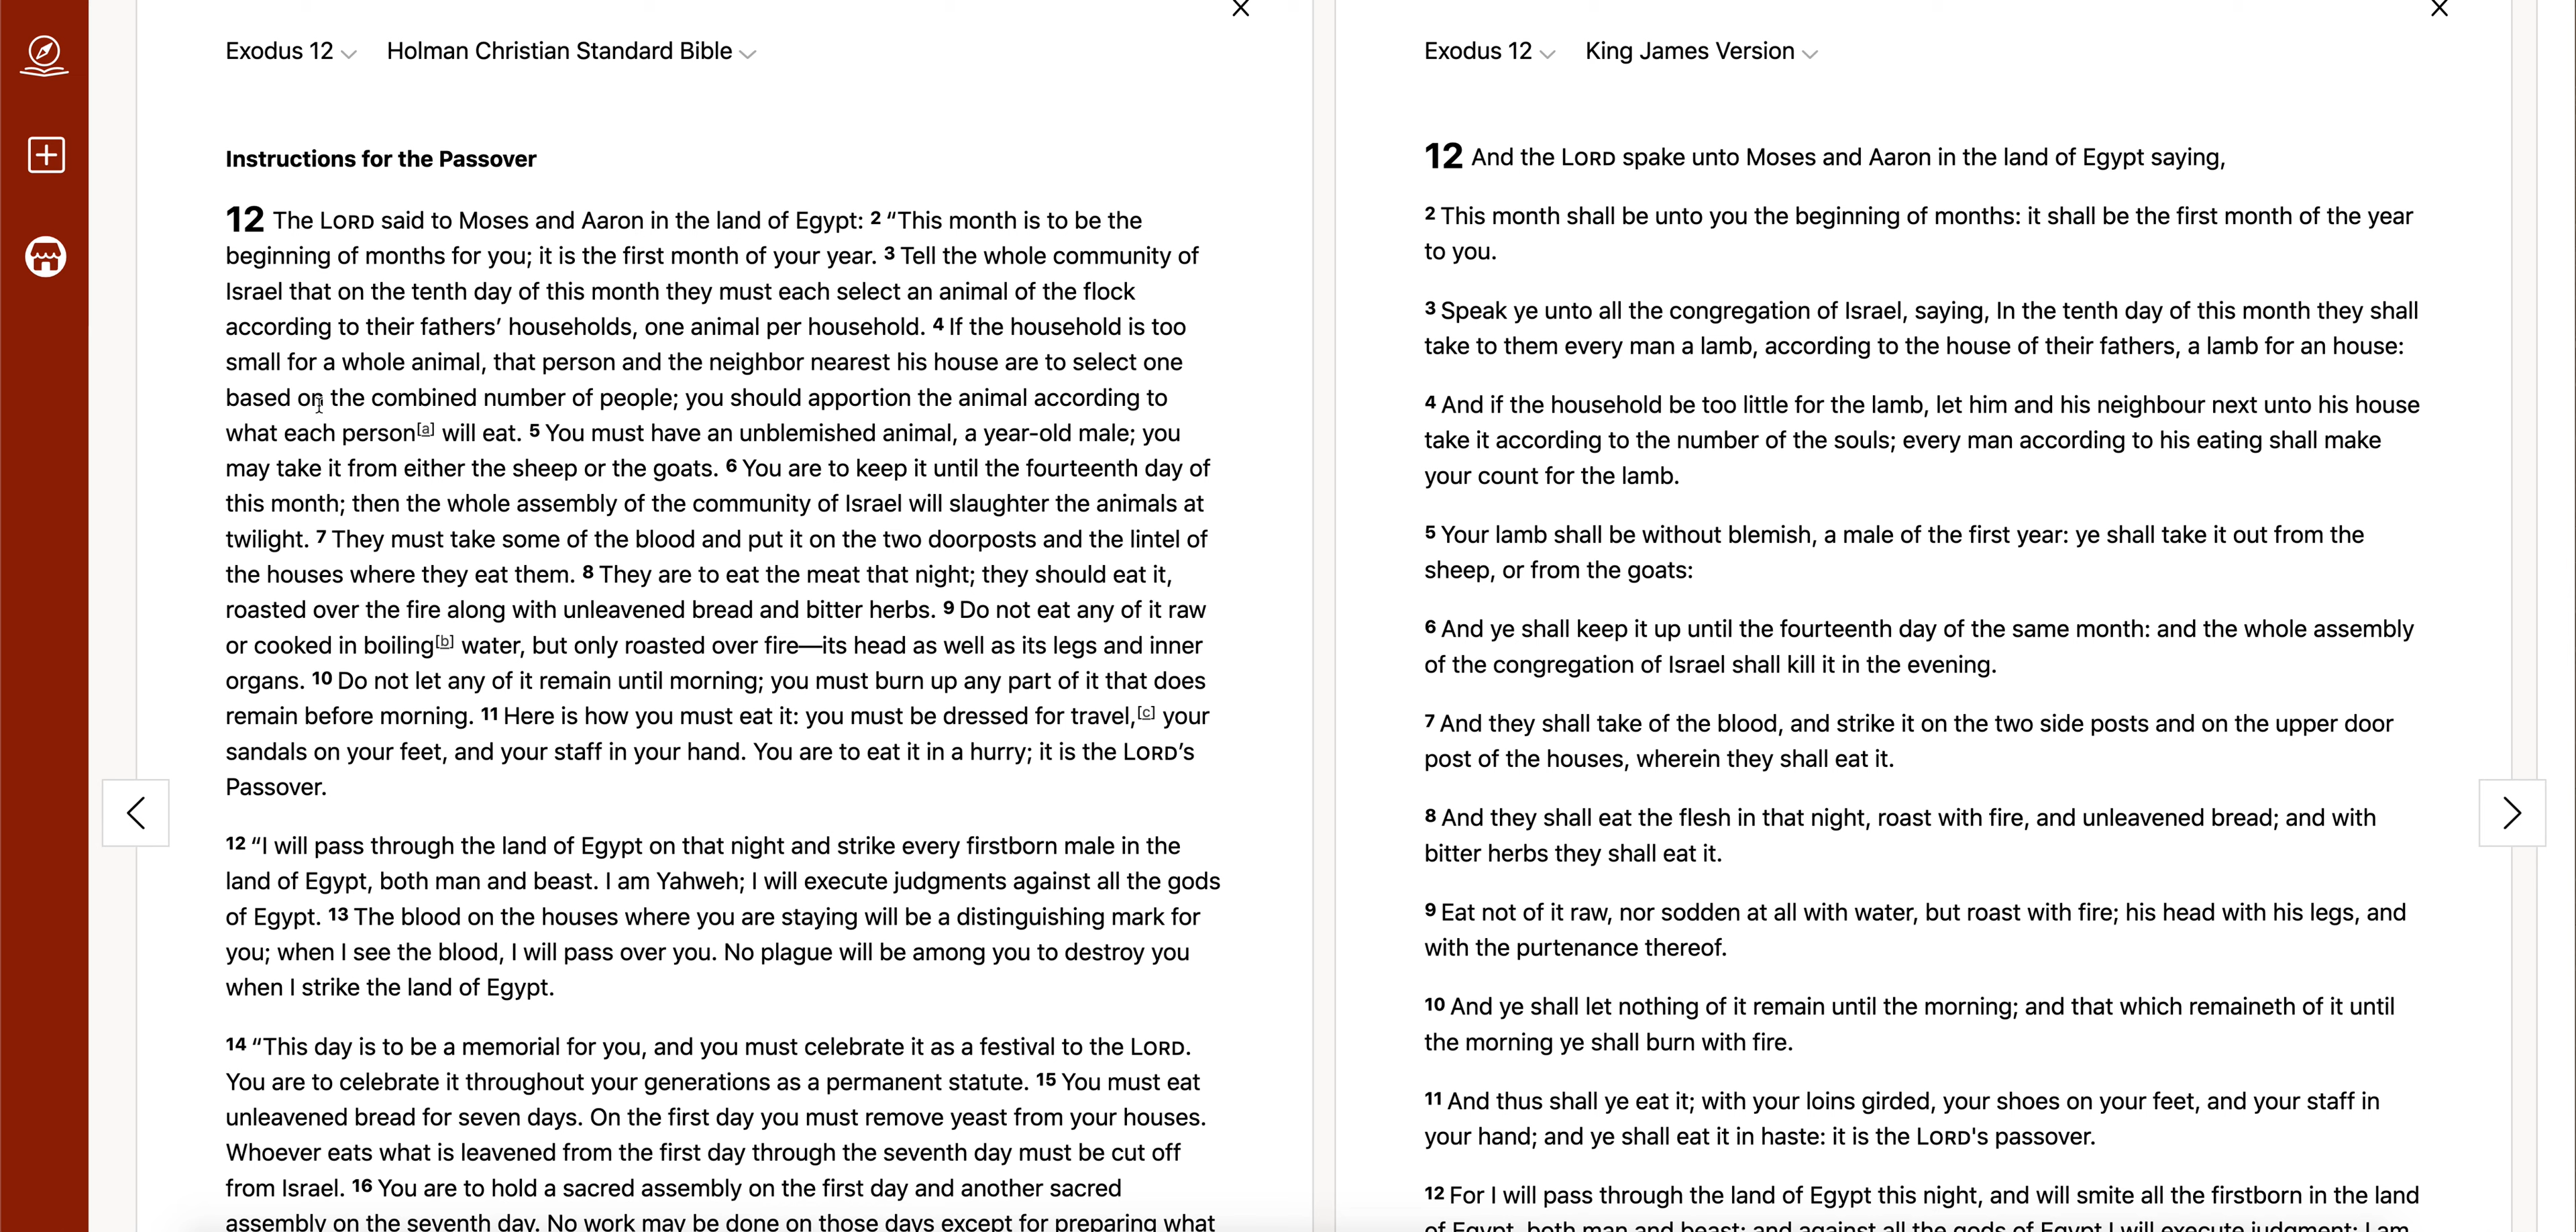 Exodus 12 Holman Christian Standard Bible
Instructions for the Passover
12 The LORD said to Moses and Aaron in the land of Egypt: 2 “This month is to be the
beginning of months for you; it is the first month of your year. 3 Tell the whole community of
Israel that on the tenth day of this month they must each select an animal of the flock
according to their fathers’ households, one animal per household. 4 If the household is too
small for a whole animal, that person and the neighbor nearest his house are to select one
based on the combined number of people; you should apportion the animal according to
what each person[a] will eat. 5 You must have an unblemished animal, a year-old male; you
may take it from either the sheep or the goats. 6 You are to keep it until the fourteenth day of
this month; then the whole assembly of the community of Israel will slaughter the animals at
twilight. 7 They must take some of the blood and put it on the two doorposts and the lintel of
the houses where they eat them. 8 They are to eat the meat that night; they should eat it,
roasted over the fire along with unleavened bread and bitter herbs. 9 Do not eat any of it raw
or cooked in boiling[b] water, but only roasted over fire—its head as well as its legs and inner
organs. 10 Do not let any of it remain until morning; you must burn up any part of it that does
remain before morning. 11 Here is how you must eat it: you must be dressed for travel,[c] your
sandals on your feet, and your staff in your hand. You are to eat it in a hurry; it is the LORD’s
Passover.
12 “I will pass through the land of Egypt on that night and strike every firstborn male in the
land of Egypt, both man and beast. I am Yahweh; I will execute judgments against all the gods
of Egypt. 13 The blood on the houses where you are staying will be a distinguishing mark for
you; when I see the blood, I will pass over you. No plague will be among you to destroy you
when I strike the land of Egypt.
14 “This day is to be a memorial for you, and you must celebrate it as a festival to the LORD.
You are to celebrate it throughout your generations as a permanent statute. 15 You must eat
unleavened bread for seven days. On the first day you must remove yeast from your houses.
Whoever eats what is leavened from the first day through the seventh day must be cut off
from Israel. 16 You are to hold a sacred assembly on the first day and another sacred
assembly on the seventh day. No work may be done on those days except for preparing what
Exodus 12 King James Version
12 And the LORD spake unto Moses and Aaron in the land of Egypt saying,
2 This month shall be unto you the beginning of months: it shall be the first month of the year
to you.
3 Speak ye unto all the congregation of Israel, saying, In the tenth day of this month they shall
take to them every man a lamb, according to the house of their fathers, a lamb for an house:
4 And if the household be too little for the lamb, let him and his neighbour next unto his house
take it according to the number of the souls; every man according to his eating shall make
your count for the lamb.
5 Your lamb shall be without blemish, a male of the first year: ye shall take it out from the
sheep, or from the goats:
6 And ye shall keep it up until the fourteenth day of the same month: and the whole assembly
of the congregation of Israel shall kill it in the evening.
7 And they shall take of the blood, and strike it on the two side posts and on the upper door
post of the houses, wherein they shall eat it.
8 And they shall eat the flesh in that night, roast with fire, and unleavened bread; and with
bitter herbs they shall eat it.
9 Eat not of it raw, nor sodden at all with water, but roast with fire; his head with his legs, and
with the purtenance thereof.
10 And ye shall let nothing of it remain until the morning; and that which remaineth of it until
the morning ye shall burn with fire.
11 And thus shall ye eat it; with your loins girded, your shoes on your feet, and your staff in
your hand; and ye shall eat it in haste: it is the LORD's passover.
12 For I will pass through the land of Egypt this night, and will smite all the firstborn in the land
of Egypt, both man and beast; and against all the gods of Egypt I will execute judgment: I am